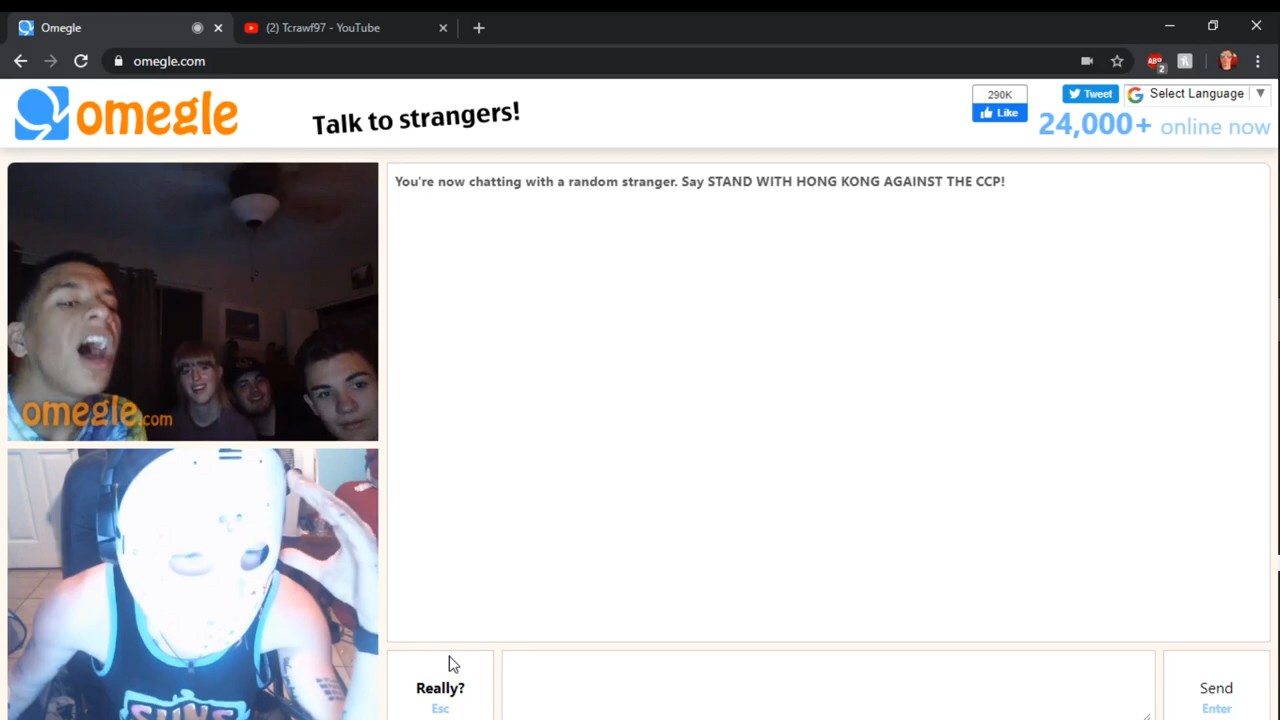 Omegle
(2) Tcrawf97 - YouTube
omegle.com
ABP
2
omegle
Talk to strangers!
290K
Like
Tweet
G Select Language ▼
24,000+ online now
You're now chatting with a random stranger. Say STAND WITH HONG KONG AGAINST THE CCP!
omegle.com
SUNS
Really?
Esc
Send
Enter